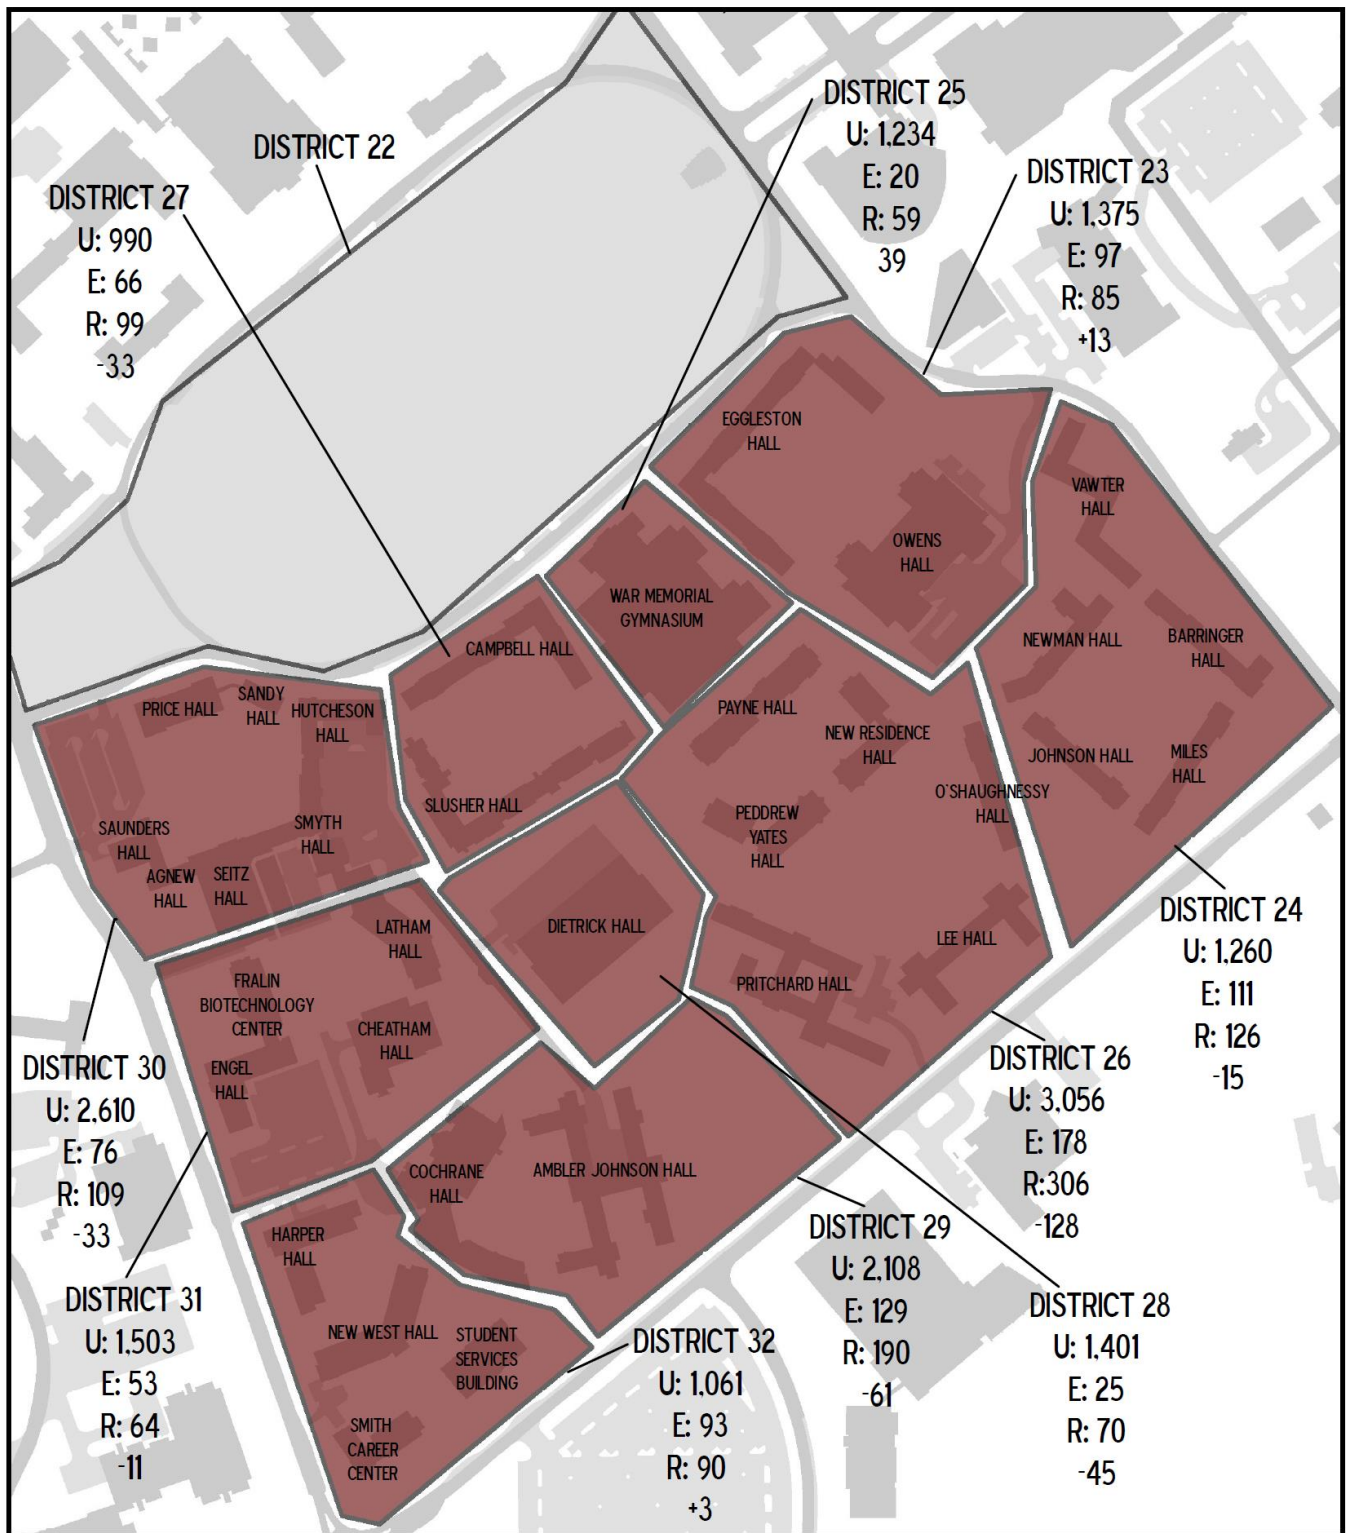 DISTRICT 22
DISTRICT 27
U: 990
E: 66
R: 99
-33
DISTRICT 25
U: 1,234
E: 20
R: 59
39
DISTRICT 23
U: 1,375
E: 97
R: 85
+13
EGGLESTON
HALL
OWENS
HALL
VAWTER
HALL
WAR MEMORIAL
GYMNASIUM
NEWMAN HALL
BARRINGER
HALL
CAMPBELL HALL
PRICE HALL
SANDY
HALL
HUTCHESON
HALL
PAYNE HALL
NEW RESIDENCE
HALL
JOHNSON HALL
MILES
HALL
O'SHAUGHNESSY
HALL
SLUSHER HALL
PEDDREW
YATES
HALL
SAUNDERS
HALL
SMYTH
HALL
AGNEW
HALL
SEITZ
HALL
LATHAM
HALL
DIETRICK HALL
LEE HALL
PRITCHARD HALL
FRALIN
BIOTECHNOLOGY
CENTER
CHEATHAM
HALL
ENGEL
HALL
DISTRICT 24
U: 1,260
E: 111
R: 126
-15
DISTRICT 30
U: 2,610
E: 76
R: 109
-33
DISTRICT 26
U: 3,056
E: 178
R:306
-128
COCHRANE
HALL
AMBLER JOHNSON HALL
HARPER
HALL
DISTRICT 29
U: 2,108
E: 129
R: 190
-61
DISTRICT 31
U: 1,503
E: 53
R: 64
-11
NEW WEST HALL
STUDENT
SERVICES
BUILDING
DISTRICT 32
U: 1,061
E: 93
R: 90
+3
DISTRICT 28
U: 1,401
E: 25
R: 70
-45
SMITH
CAREER
CENTER